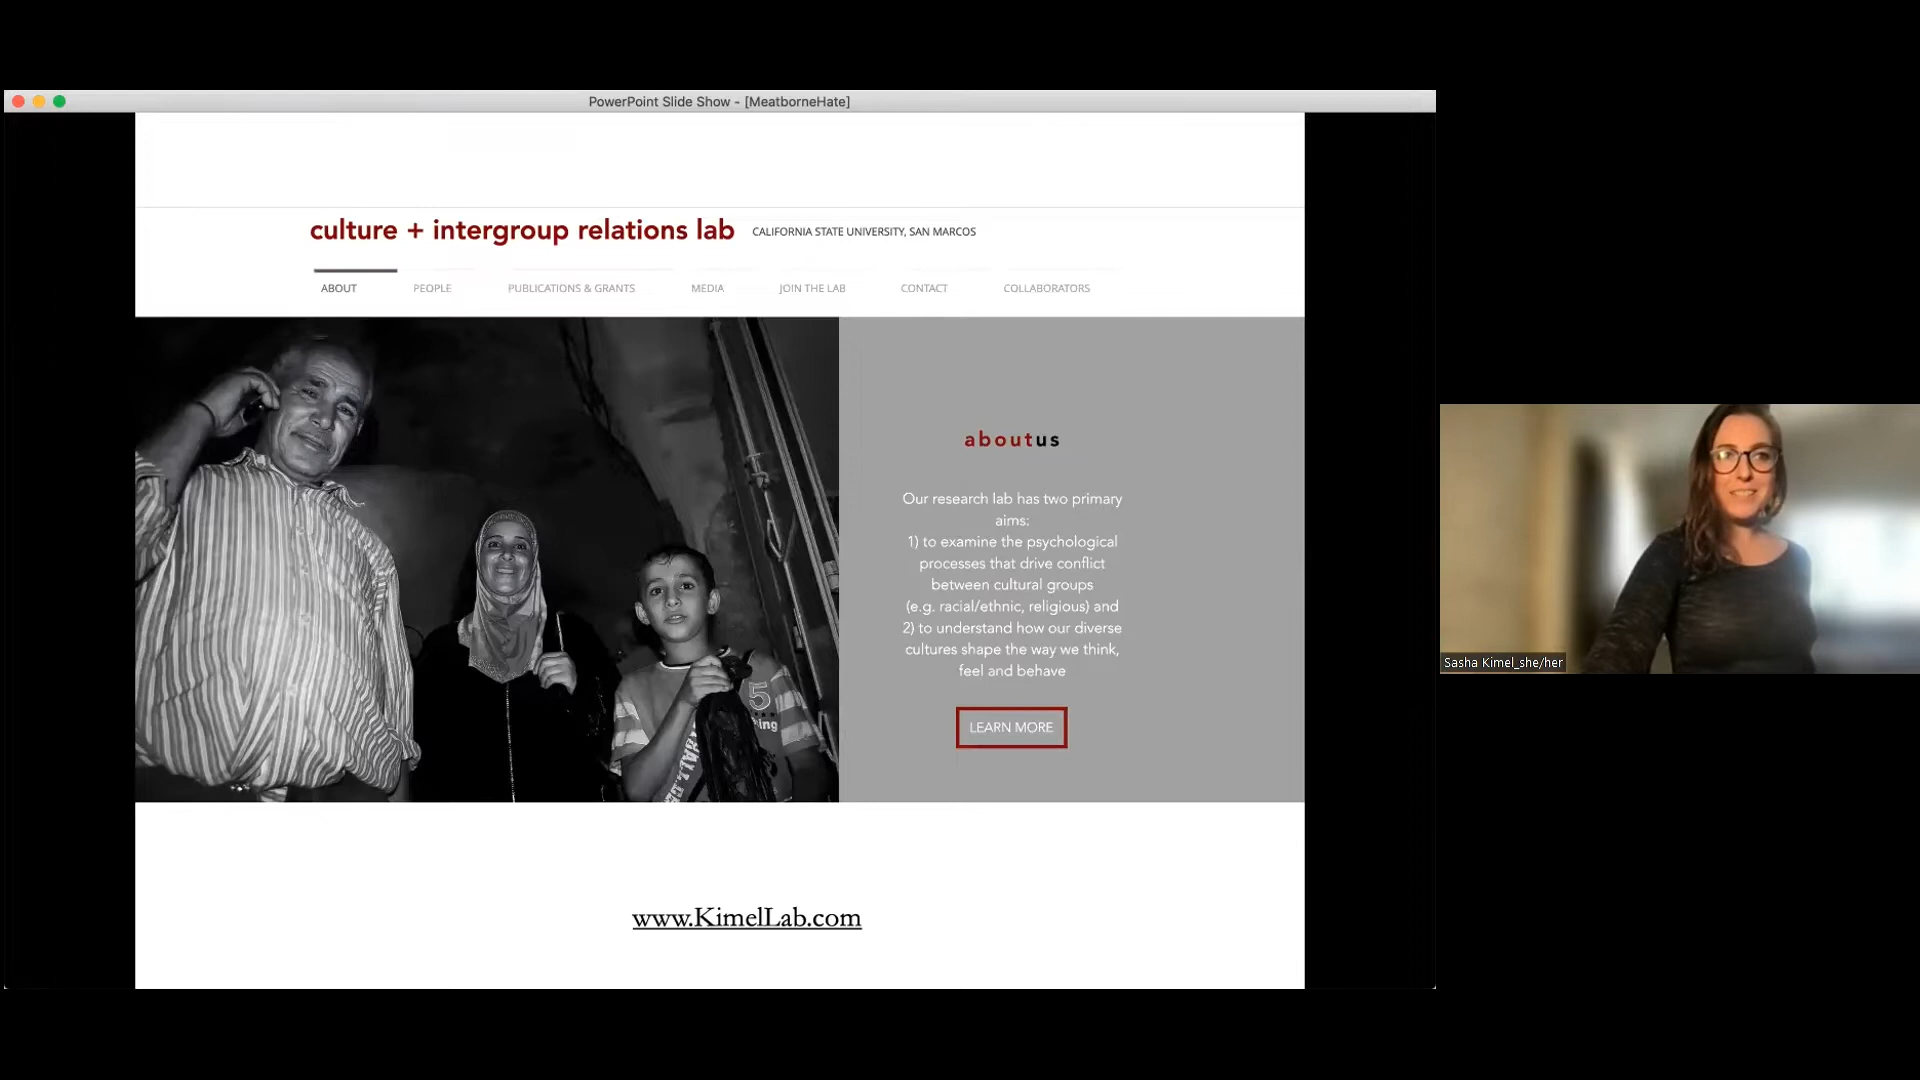 PowerPoint Slide Show - [MeatborneHate]
culture + intergroup relations lab CALIFORNIA STATE UNIVERSITY, SAN MARCOS
ABOUT PEOPLE PUBLICATIONS & GRANTS MEDIA JOIN THE LAB CONTACT COLLABORATORS
aboutus
Our research lab has two primary
aims:
1) to examine the psychological
processes that drive conflict
between cultural groups
(e.g. racial/ethnic, religious) and
2) to understand how our diverse
cultures shape the way we think,
feel and behave
LEARN MORE
5
www.KimelLab.com
Sasha Kimel_she/her